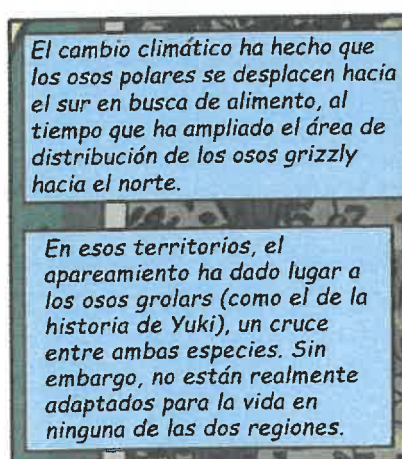 El cambio climático ha hecho que
los osos polares se desplacen hacia
el sur en busca de alimento, al
tiempo que ha ampliado el área de
distribución de los osos grizzly
hacia el norte.
En esos territorios, el
apareamiento ha dado lugar a
los osos grolars (como el de la
historia de Yuki), un cruce
entre ambas especies. Sin
embargo, no están realmente
adaptados para la vida en
ninguna de las dos regiones.